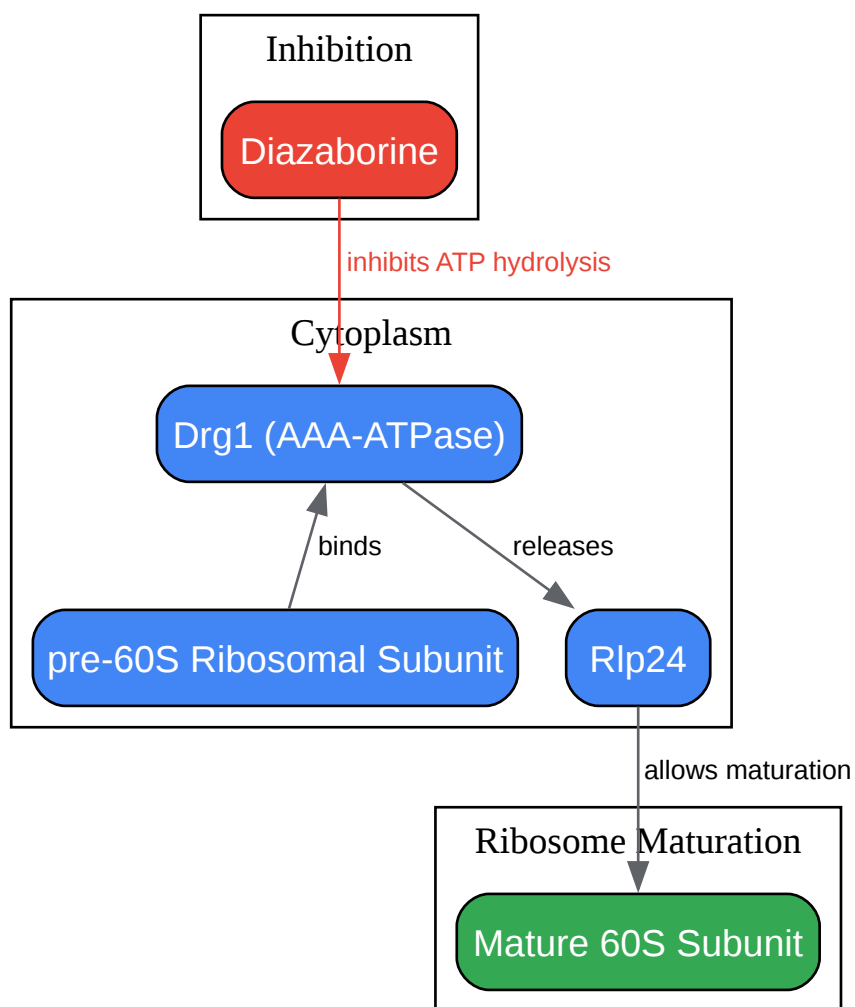 Inhibition
Diazaborine
inhibits ATP hydrolysis
Cytoplasm
Drg1 (AAA-ATPase)
binds
releases
pre-60S Ribosomal Subunit
Rlp24
allows maturation
Ribosome Maturation
Mature 60S Subunit